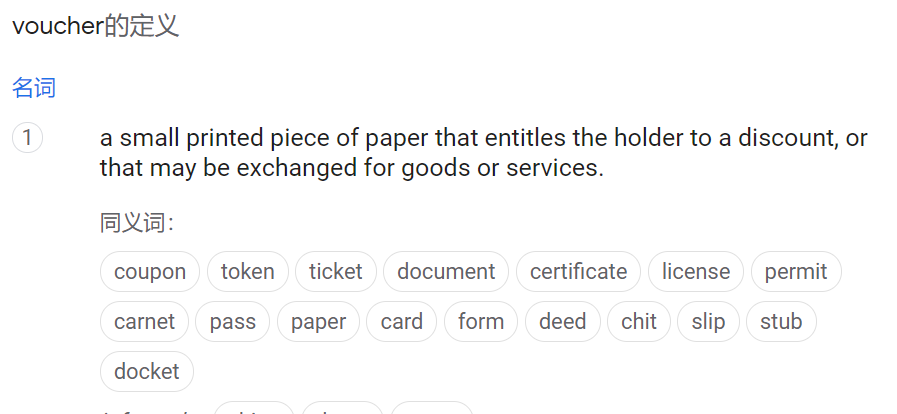 voucher的定义
名词
1
a small printed piece of paper that entitles the holder to a discount, or
that may be exchanged for goods or services.
同义词：
coupon token ticket document certificate license permit
carnet pass paper card form deed chit slip stub
docket